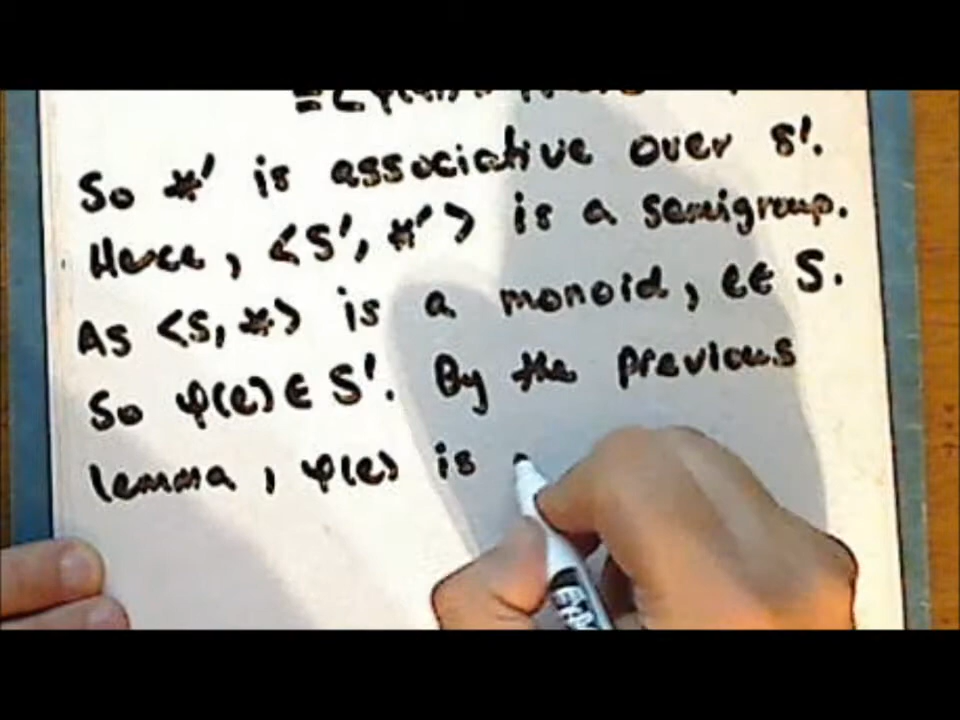 So *' is associative over S'.
Hence, <S', *'> is a semigroup.
As <S, *> is a monoid, e∈ S.
So φ(e)∈ S'. By the previous
lemma, φ(e) is